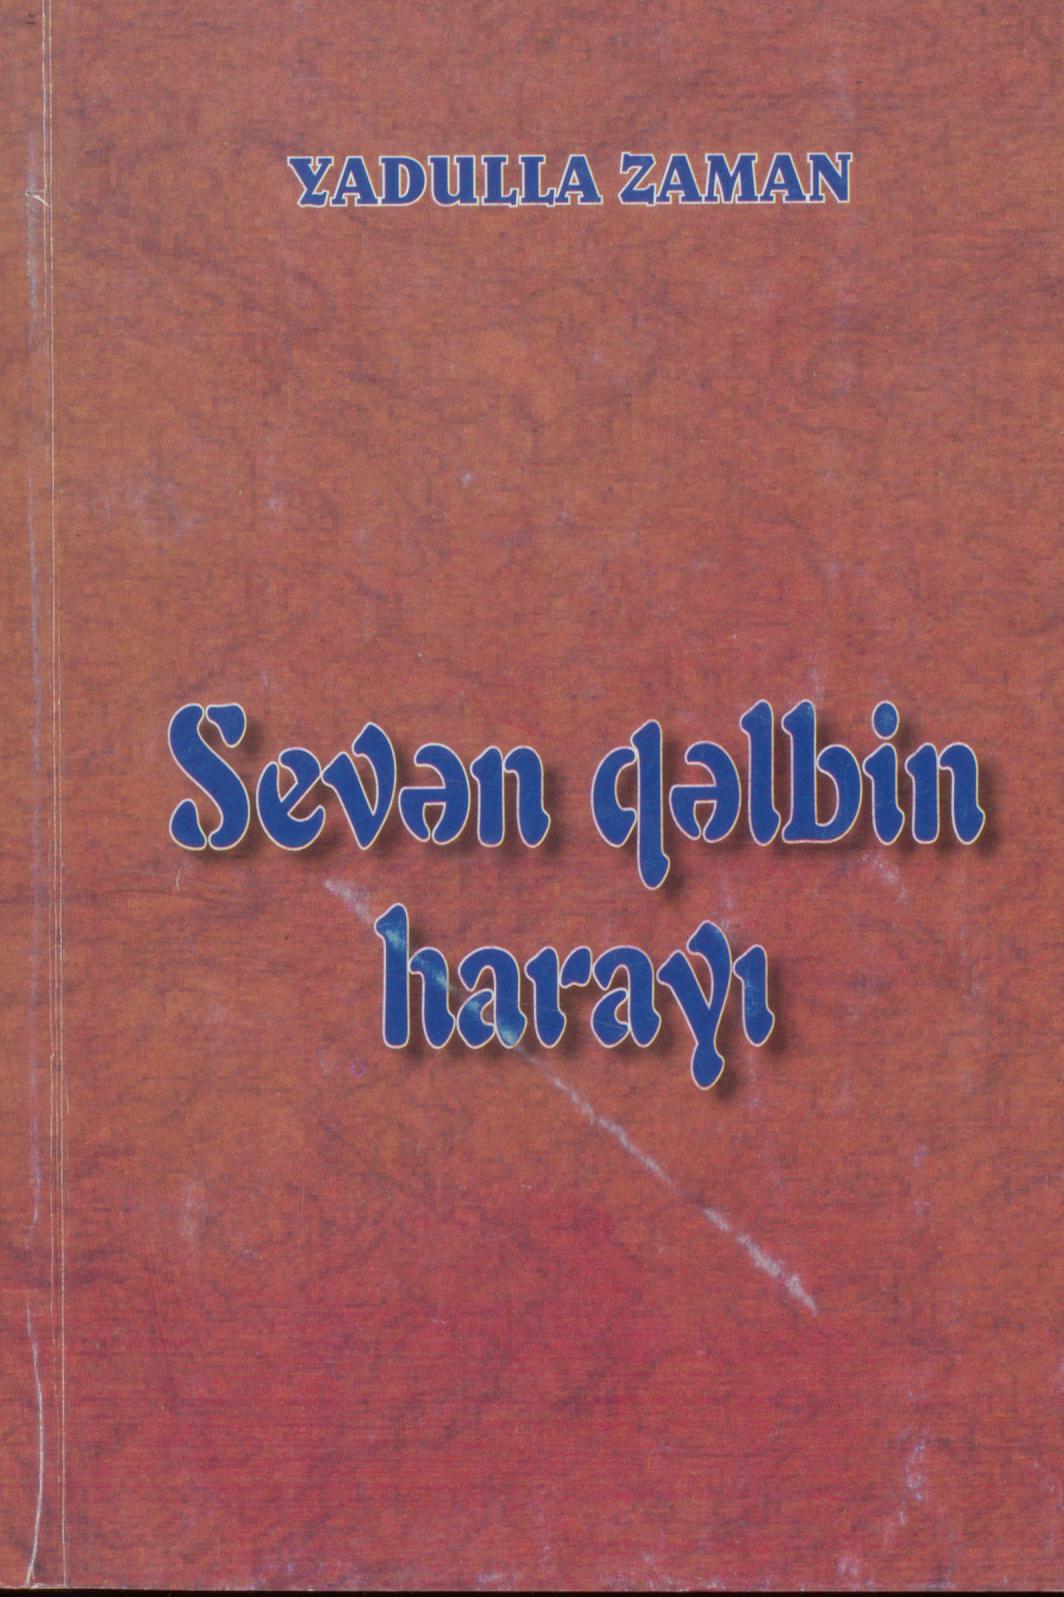 YADULLA ZAMAN
Sevən qəlbin
harayı